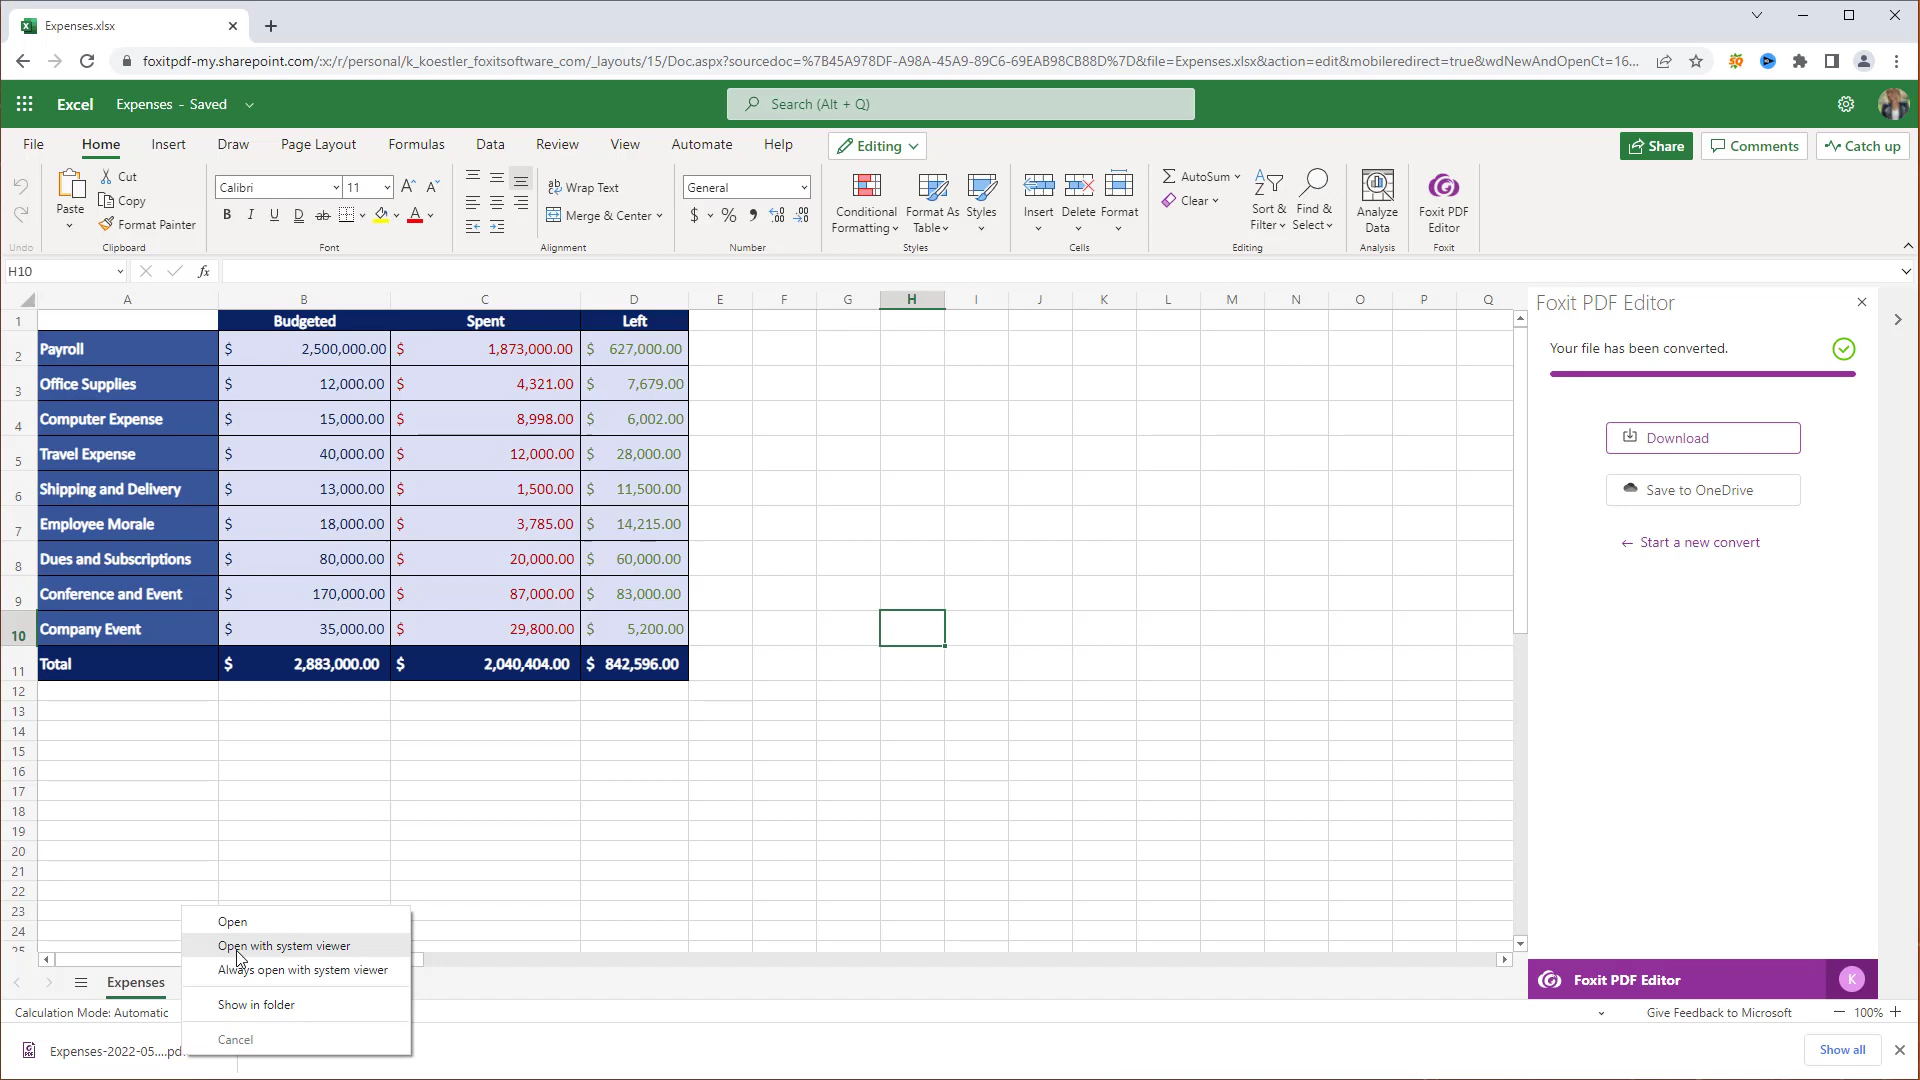 Expenses.xlsx
foxitpdf-my.sharepoint.com/:x:/r/personal/k_koestler_foxitsoftware_com/_layouts/15/Doc.aspx?sourcedoc=%7B45A978DF-A98A-45A9-89C6-69EAB98CB88D%7D&file=Expenses.xlsx&action=edit&mobileredirect=true&wdNewAndOpenCt=16...
Excel Expenses - Saved Search (Alt + Q)
File Home Insert Draw Page Layout Formulas Data Review View Automate Help Editing Share Comments Catch up
Paste Cut Copy Format Painter
Calibri 11
B I U D ab A
Wrap Text
Merge & Center
General
$ % 9 .00 .00
Conditional Formatting Format As Table Styles
Insert Delete Format
AutoSum Clear
Sort & Filter Find & Select
Analyze Data
Foxit PDF Editor
Undo Clipboard Font Alignment Number Styles Cells Editing Analysis Foxit
H10 fx
A B C D E F G H I J K L M N O P Q
1 Budgeted Spent Left
2 Payroll $ 2,500,000.00 $ 1,873,000.00 $ 627,000.00
3 Office Supplies $ 12,000.00 $ 4,321.00 $ 7,679.00
4 Computer Expense $ 15,000.00 $ 8,998.00 $ 6,002.00
5 Travel Expense $ 40,000.00 $ 12,000.00 $ 28,000.00
6 Shipping and Delivery $ 13,000.00 $ 1,500.00 $ 11,500.00
7 Employee Morale $ 18,000.00 $ 3,785.00 $ 14,215.00
8 Dues and Subscriptions $ 80,000.00 $ 20,000.00 $ 60,000.00
9 Conference and Event $ 170,000.00 $ 87,000.00 $ 83,000.00
10 Company Event $ 35,000.00 $ 29,800.00 $ 5,200.00
11 Total $ 2,883,000.00 $ 2,040,404.00 $ 842,596.00
12
13
14
15
16
17
18
19
20
21
22
23
24
25
Foxit PDF Editor
Your file has been converted.
Download
Save to OneDrive
← Start a new convert
Foxit PDF Editor K
Open
Open with system viewer
Always open with system viewer
Show in folder
Cancel
Expenses
Calculation Mode: Automatic Give Feedback to Microsoft 100%
Expenses-2022-05....pd Show all